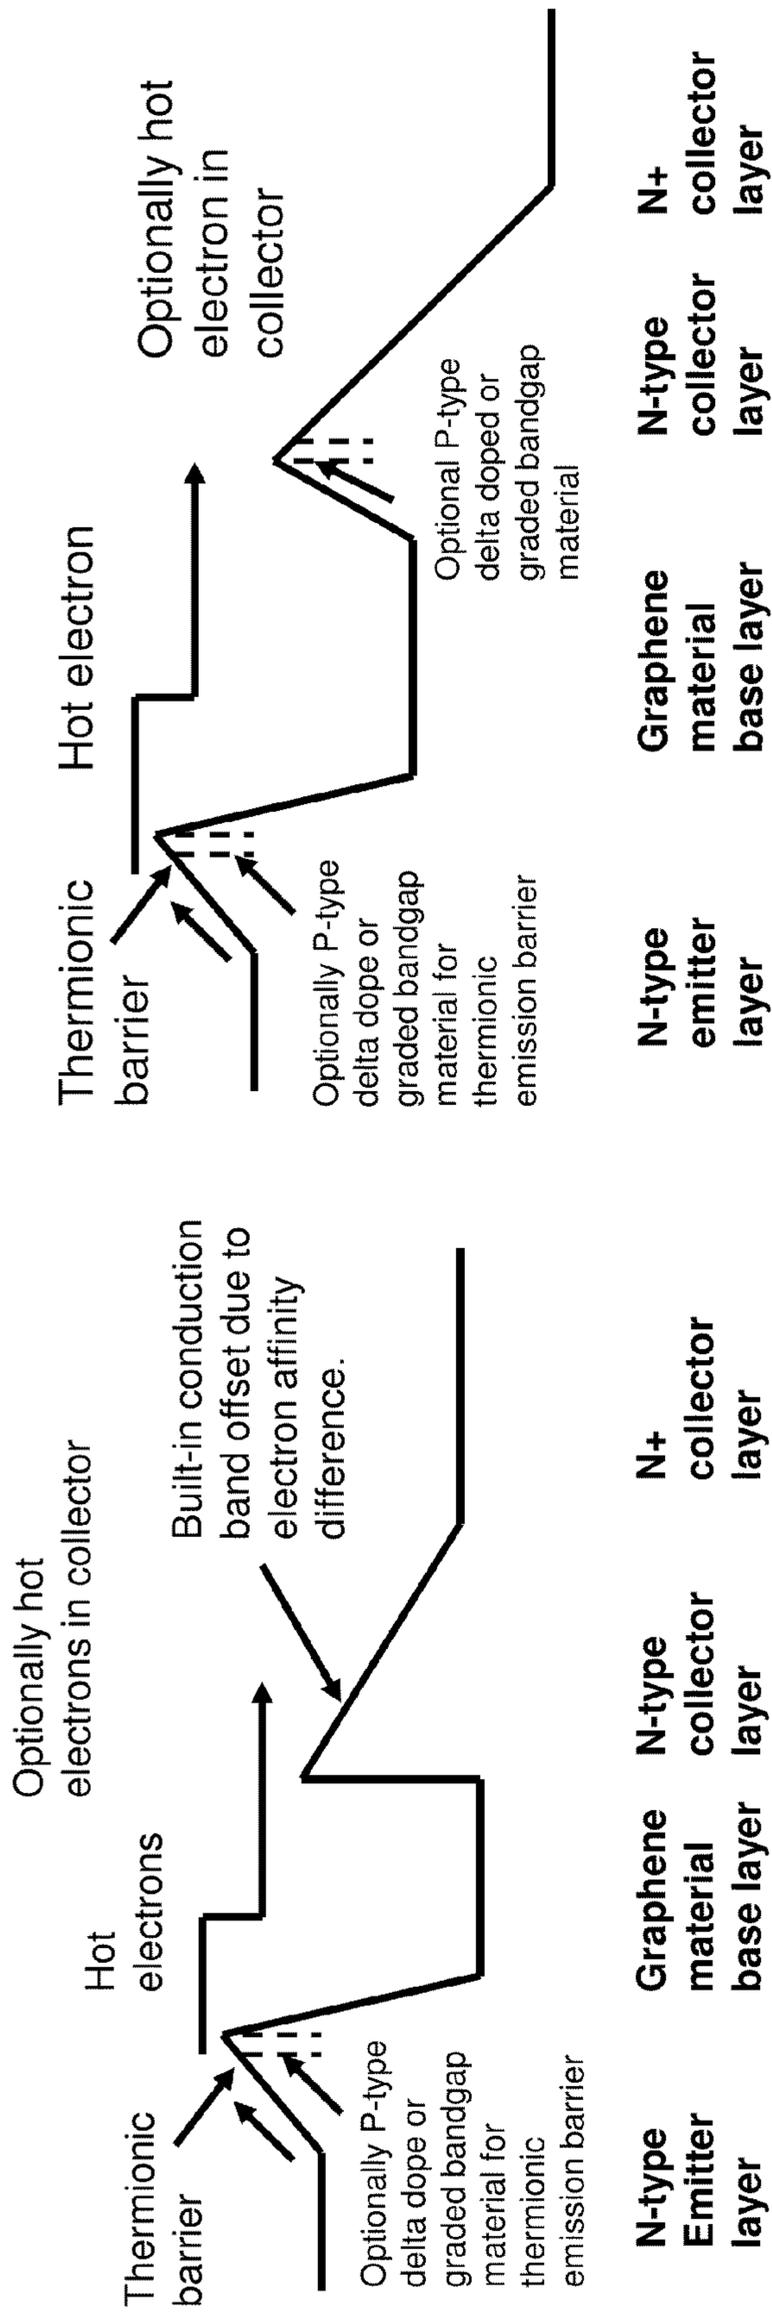 Thermionic
barrier
Hot
electrons
Optionally hot
electrons in collector
Built-in conduction
band offset due to
electron affinity
difference.
Optionally P-type
delta dope or
graded bandgap
material for
thermionic
emission barrier
N-type
Emitter
layer
Graphene
material
base layer
N-type
collector
layer
N+
collector
layer
Thermionic
barrier
Hot electron
Optionally hot
electron in
collector
Optionally P-type
delta dope or
graded bandgap
material for
thermionic
emission barrier
Optional P-type
delta doped or
graded bandgap
material
N-type
emitter
layer
Graphene
material
base layer
N-type
collector
layer
N+
collector
layer